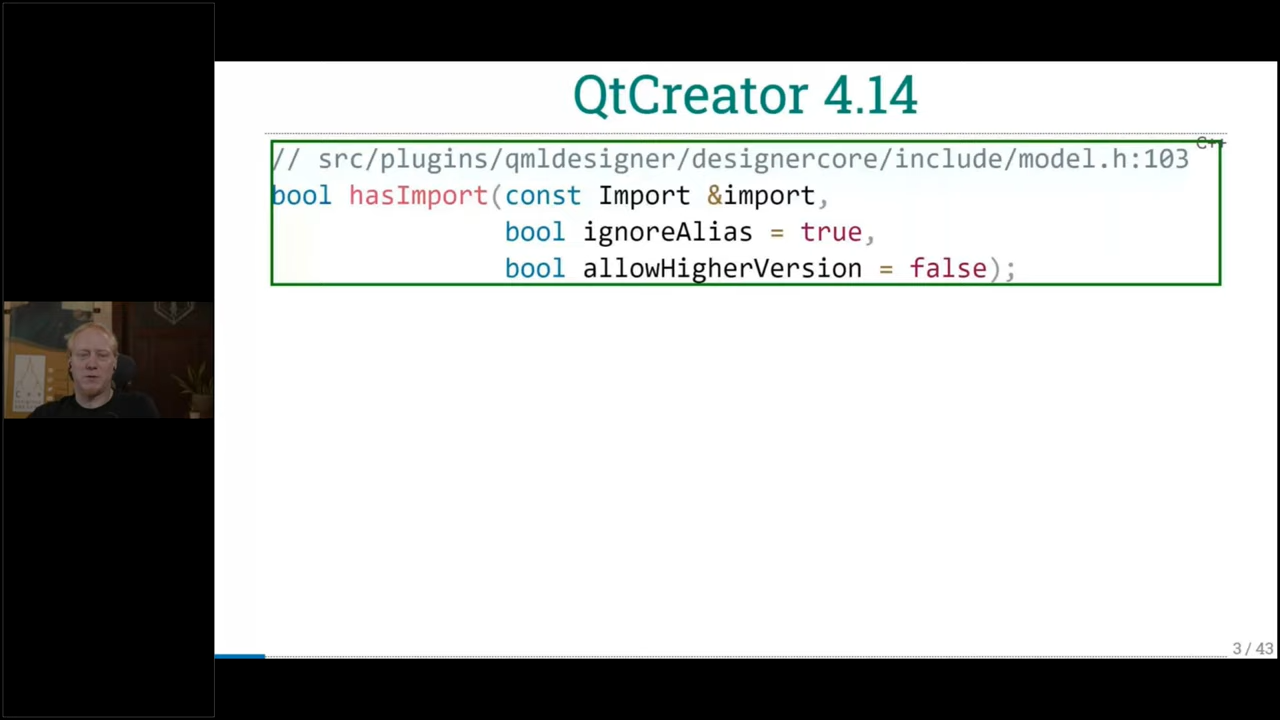 QtCreator 4.14
C++
// src/plugins/qmldesigner/designercore/include/model.h:103
bool hasImport(const Import &import,
bool ignoreAlias = true,
bool allowHigherVersion = false);
C++
3 / 43